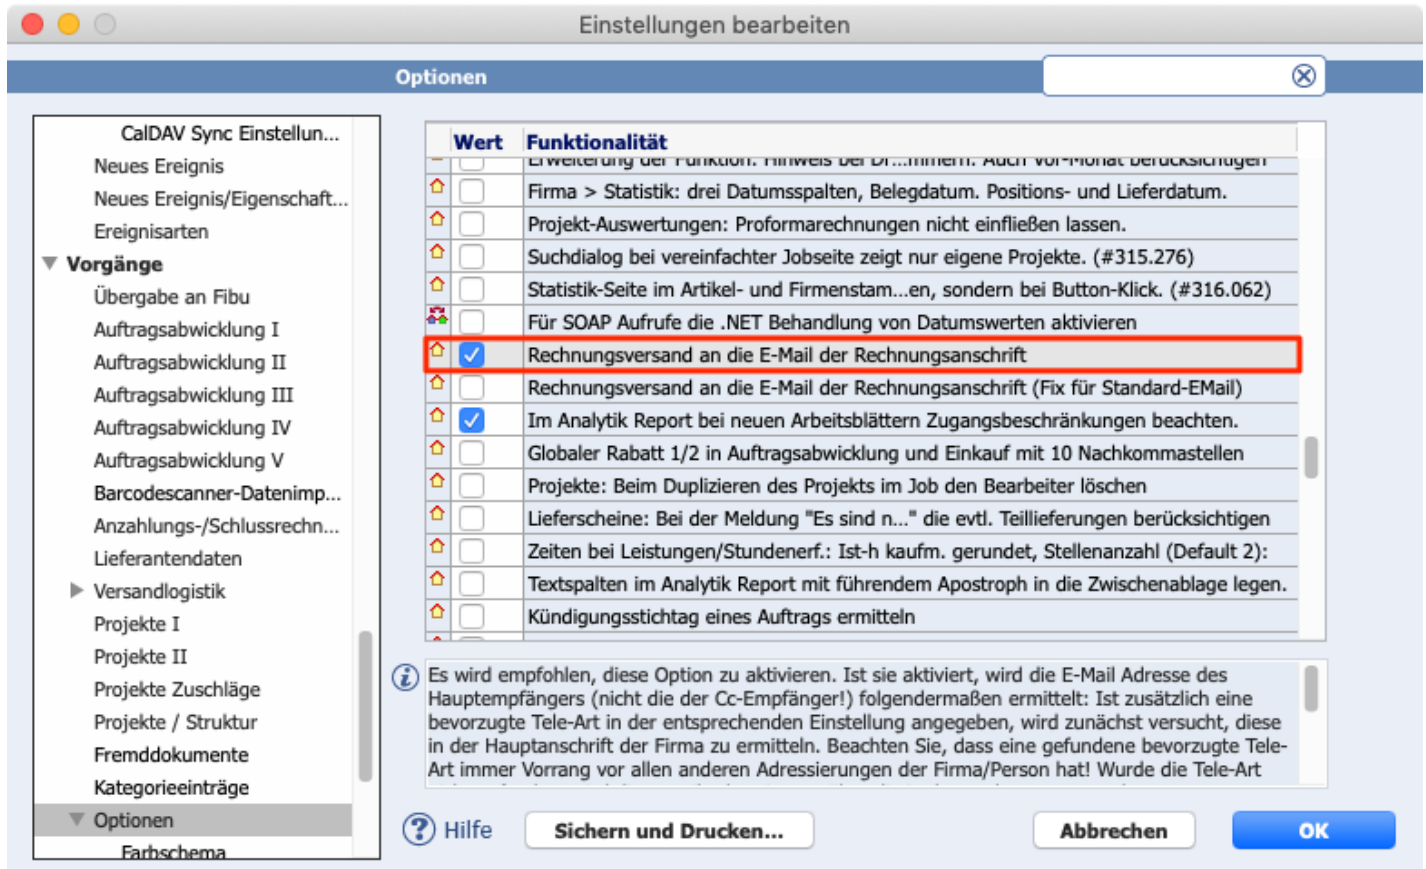 Einstellungen bearbeiten
Optionen
CalDAV Sync Einstellun...
Neues Ereignis
Neues Ereignis/Eigenschaft...
Ereignisarten
Vorgänge
Übergabe an Fibu
Auftragsabwicklung I
Auftragsabwicklung II
Auftragsabwicklung III
Auftragsabwicklung IV
Auftragsabwicklung V
Barcodescanner-Datenimp...
Anzahlungs-/Schlussrechn...
Lieferantendaten
Versandlogistik
Projekte I
Projekte II
Projekte Zuschläge
Projekte / Struktur
Fremddokumente
Kategorieeinträge
Optionen
Farbschema
Wert Funktionalität
Erweiterung der Funktion: Hinweis bei Dr...mmern. Auch Vor-Monat berücksichtigen
Firma > Statistik: drei Datumsspalten, Belegdatum. Positions- und Lieferdatum.
Projekt-Auswertungen: Proformarechnungen nicht einfließen lassen.
Suchdialog bei vereinfachter Jobseite zeigt nur eigene Projekte. (#315.276)
Statistik-Seite im Artikel- und Firmenstam...en, sondern bei Button-Klick. (#316.062)
Für SOAP Aufrufe die .NET Behandlung von Datumswerten aktivieren
Rechnungsversand an die E-Mail der Rechnungsanschrift
Rechnungsversand an die E-Mail der Rechnungsanschrift (Fix für Standard-EMail)
Im Analytik Report bei neuen Arbeitsblättern Zugangsbeschränkungen beachten.
Globaler Rabatt 1/2 in Auftragsabwicklung und Einkauf mit 10 Nachkommastellen
Projekte: Beim Duplizieren des Projekts im Job den Bearbeiter löschen
Lieferscheine: Bei der Meldung "Es sind n..." die evtl. Teillieferungen berücksichtigen
Zeiten bei Leistungen/Stundenerf.: Ist-h kaufm. gerundet, Stellenanzahl (Default 2):
Textspalten im Analytik Report mit führendem Apostroph in die Zwischenablage legen.
Kündigungsstichtag eines Auftrags ermitteln
Es wird empfohlen, diese Option zu aktivieren. Ist sie aktiviert, wird die E-Mail Adresse des
Hauptempfängers (nicht die der Cc-Empfänger!) folgendermaßen ermittelt: Ist zusätzlich eine
bevorzugte Tele-Art in der entsprechenden Einstellung angegeben, wird zunächst versucht, diese
in der Hauptanschrift der Firma zu ermitteln. Beachten Sie, dass eine gefundene bevorzugte Tele-
Art immer Vorrang vor allen anderen Adressierungen der Firma/Person hat! Wurde die Tele-Art
Hilfe
Sichern und Drucken...
Abbrechen
OK